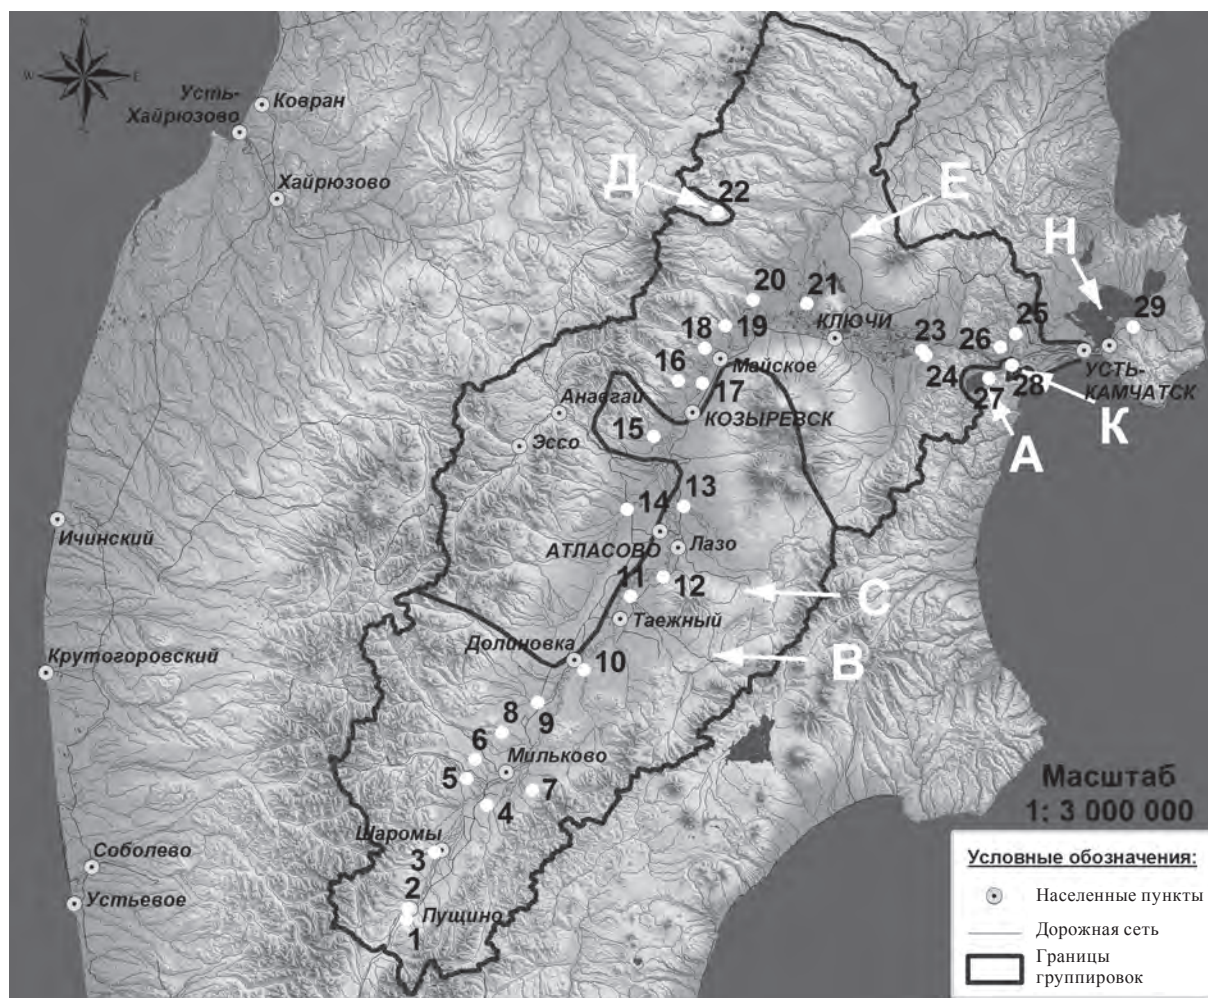 N
W
E
S
Усть-
Хайрюзово
Ковран
Хайрюзово
Д
22
Е
Н
20
21
КЛЮЧИ
25
29
18
19
23
26
16
Майское
УСТЬ-
КАМЧАТСК
17
24
27
28
К
Анавгай
КОЗЫРЕВСК
А
15
Эссо
13
14
Ичинский
АТЛАСОВО
Лазо
11
12
С
Таежный
Долиновка
Крутогоровский
10
В
8
9
6
Мильково
5
7
4
Масштаб
1: 3 000 000
Шаромы
3
Соболево
2
Устьевое
Пущино
1
Условные обозначения:
Населенные пункты
Дорожная сеть
Границы
группировок